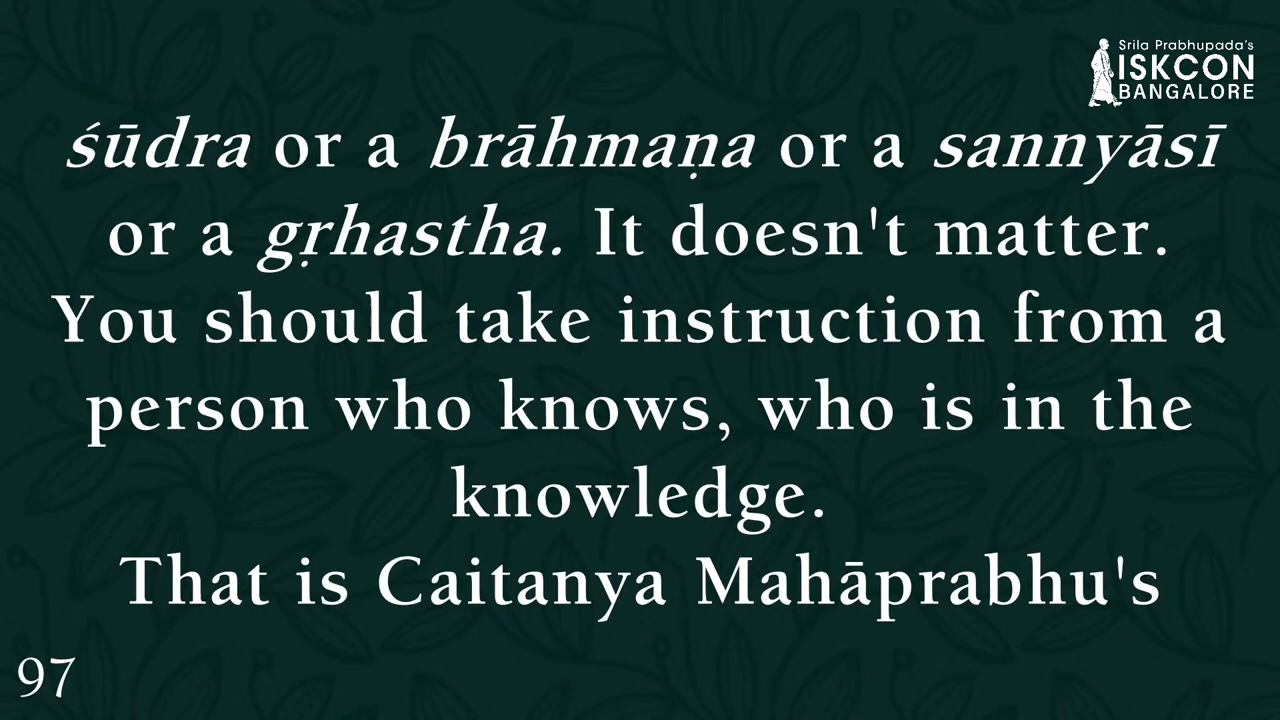 Srila Prabhupada's
ISKCON
BANGALORE
śūdra or a brāhmaṇa or a sannyāsī
or a gṛhastha. It doesn't matter.
You should take instruction from a
person who knows, who is in the
knowledge.
That is Caitanya Mahāprabhu's
97